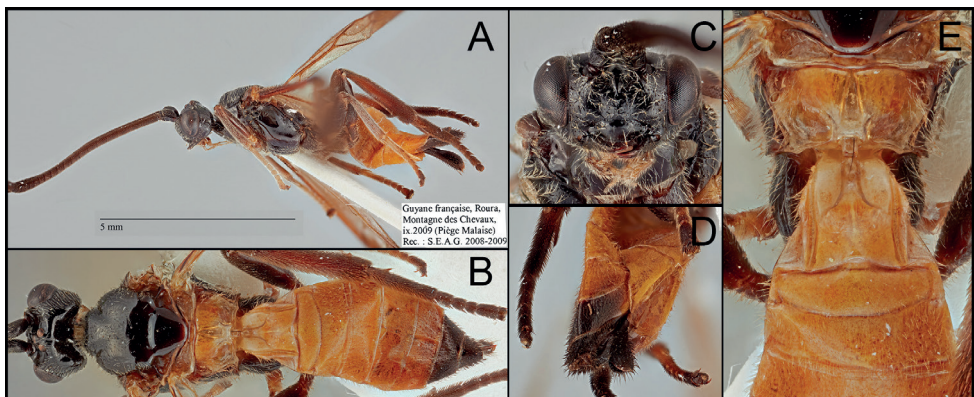 A
5 mm
Guyane française, Roura,
Montagne des Chevaux,
ix.2009 (Piège Malaise)
Rec. : S.E.A.G. 2008-2009
B
C
D
E